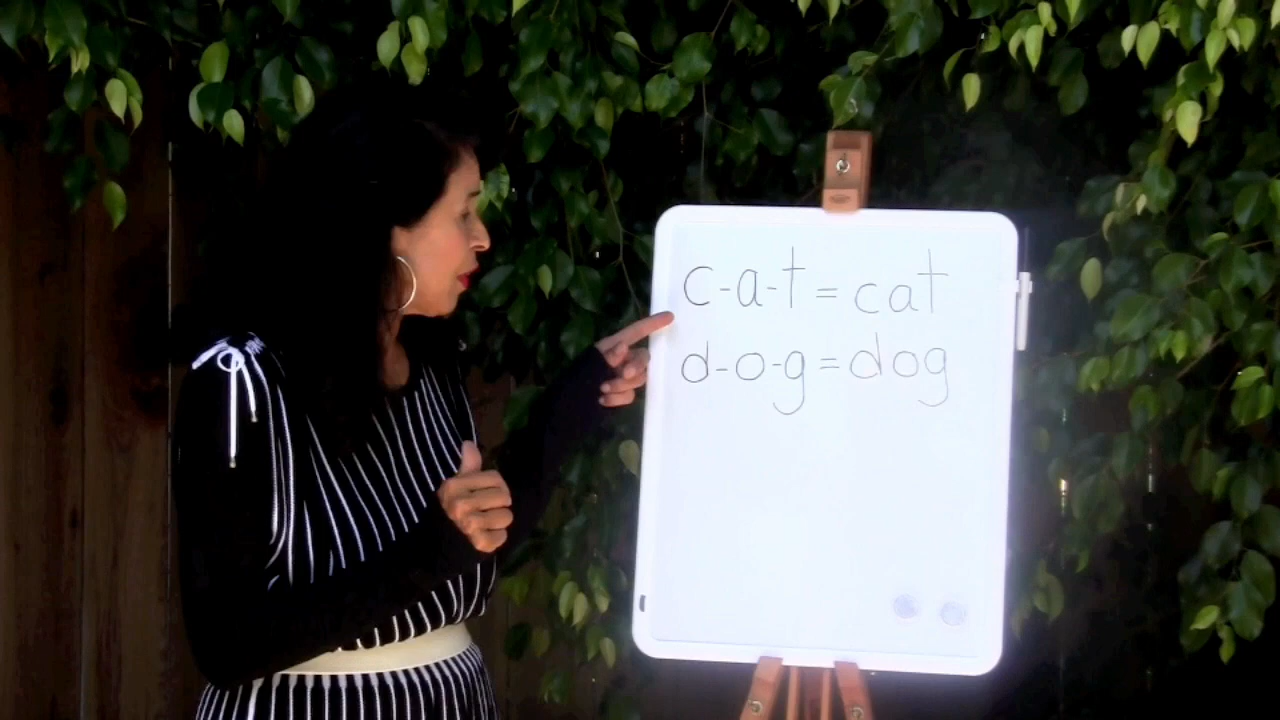 c-a-t = cat
d-o-g = dog